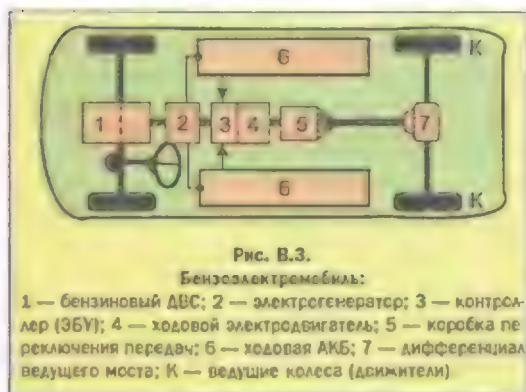 6
К
1
2
3
4
5
7
6
К
Рис. В.3.
Бензоэлектромобиль:
1 — бензиновый ДВС; 2 — электрогенератор; 3 — контрол-
лер (ЭБУ); 4 — ходовой электродвигатель; 5 — коробка пе
реключения передач; 6 — ходовая АКБ; 7 — дифференциал
ведущего моста; К — ведущие колеса (движители)